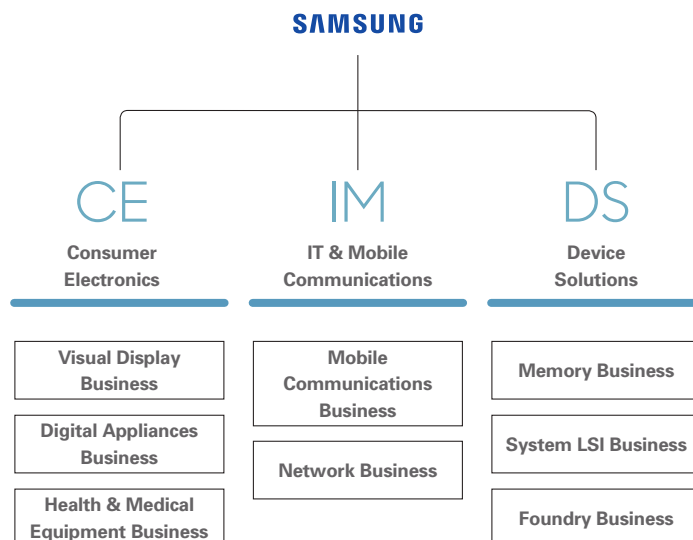 SAMSUNG
CE
Consumer
Electronics
IM
IT & Mobile
Communications
DS
Device
Solutions
Visual Display
Business
Digital Appliances
Business
Health & Medical
Equipment Business
Mobile
Communications
Business
Network Business
Memory Business
System LSI Business
Foundry Business